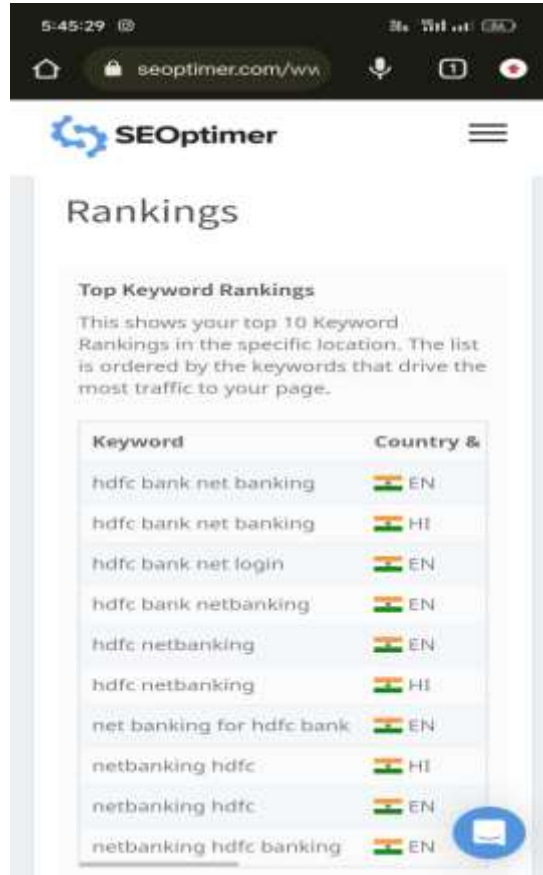 5:45:29
seoptimer.com/ww
1
SEOptimer
Rankings
Top Keyword Rankings
This shows your top 10 Keyword
Rankings in the specific location. The list
is ordered by the keywords that drive the
most traffic to your page.
Keyword Country &
hdfc bank net banking EN
hdfc bank net banking HI
hdfc bank net login EN
hdfc bank netbanking EN
hdfc netbanking EN
hdfc netbanking HI
net banking for hdfc bank EN
netbanking hdfc HI
netbanking hdfc EN
netbanking hdfc banking EN